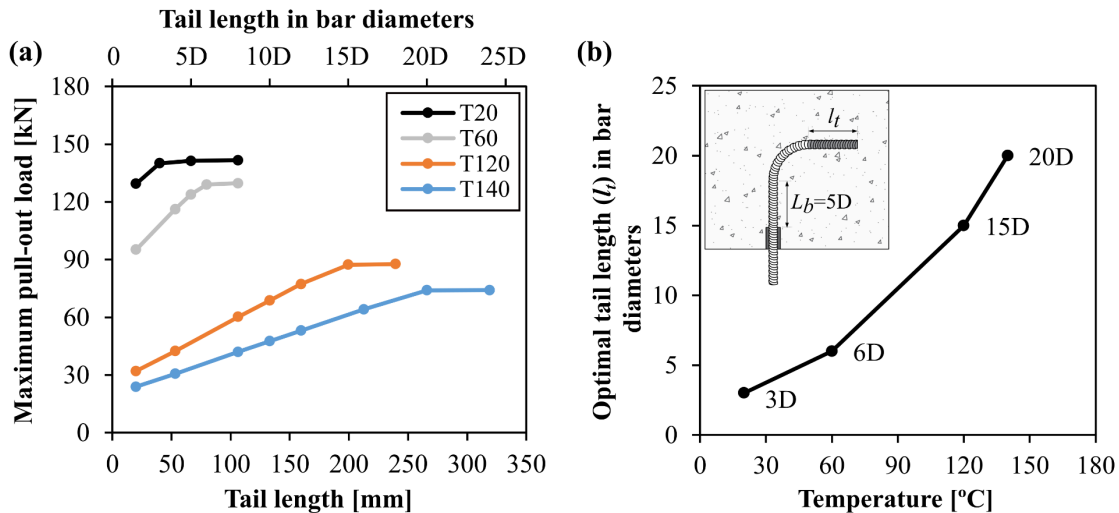 Tail length in bar diameters
(a)
0 5D 10D 15D 20D 25D
Maximum pull-out load [kN]
180
150
120
90
60
30
0
T20
T60
T120
T140
0 50 100 150 200 250 300 350
Tail length [mm]
(b)
Optimal tail length (lt) in bar
diameters
25
20
15
10
5
0
lt
Lb=5D
20D
15D
6D
3D
0 30 60 90 120 150 180
Temperature [ºC]